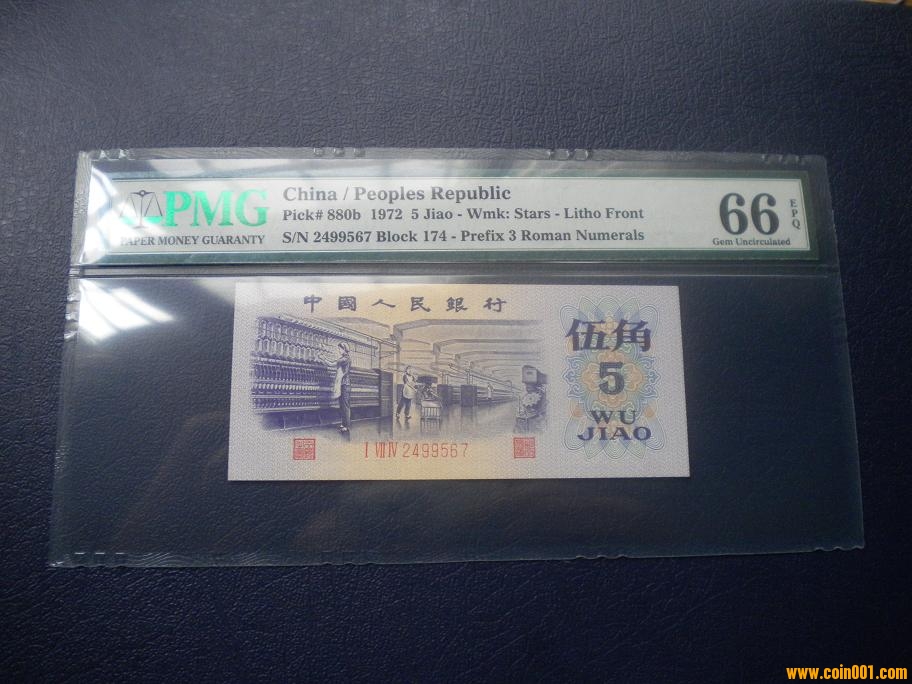 PMG
PAPER MONEY GUARANTY
China / Peoples Republic
Pick# 880b 1972 5 Jiao - Wmk: Stars - Litho Front
S/N 2499567 Block 174 - Prefix 3 Roman Numerals
66
EPQ
Gem Uncirculated
中國人民銀行
伍角
5
WU
JIAO
I VII IV 2499567
www.coin001.com